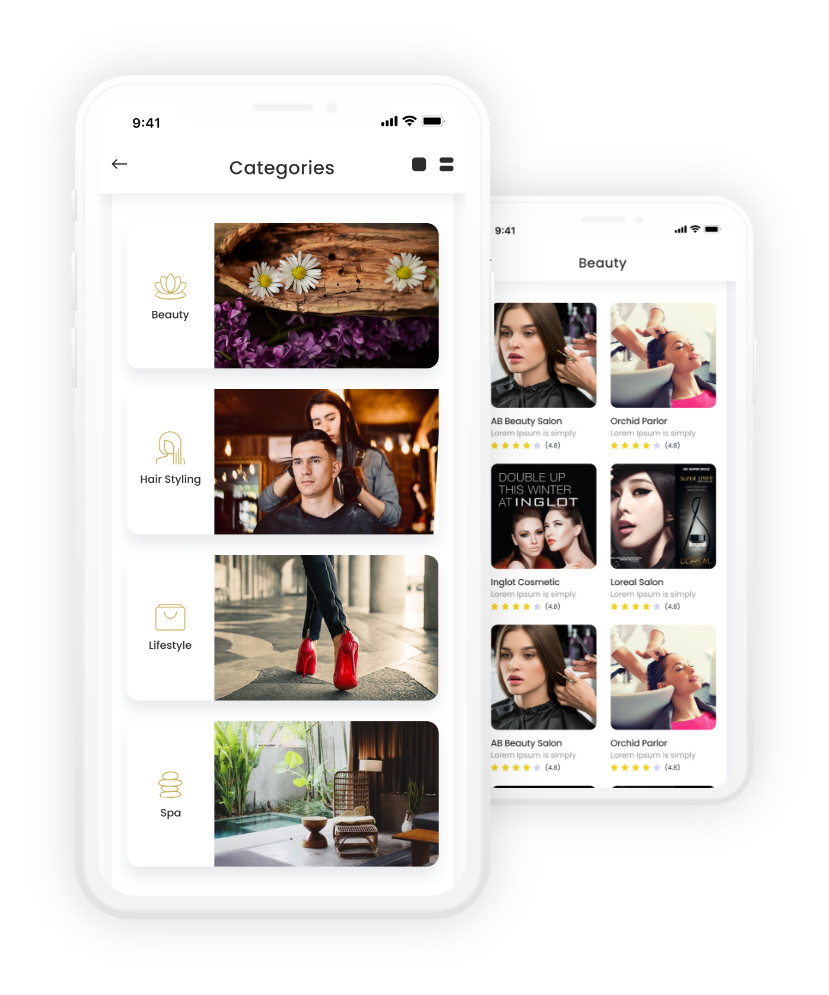 9:41
Categories
Beauty
Hair Styling
Lifestyle
Spa
9:41
Beauty
AB Beauty Salon
Lorem Ipsum is simply
(4.8)
Orchid Parlor
Lorem Ipsum is simply
(4.8)
DOUBLE UP
THIS WINTER
AT INGLOT
SUPER LINER
L'OREAL
Inglot Cosmetic
Lorem Ipsum is simply
(4.8)
Loreal Salon
Lorem Ipsum is simply
(4.8)
AB Beauty Salon
Lorem Ipsum is simply
(4.8)
Orchid Parlor
Lorem Ipsum is simply
(4.8)